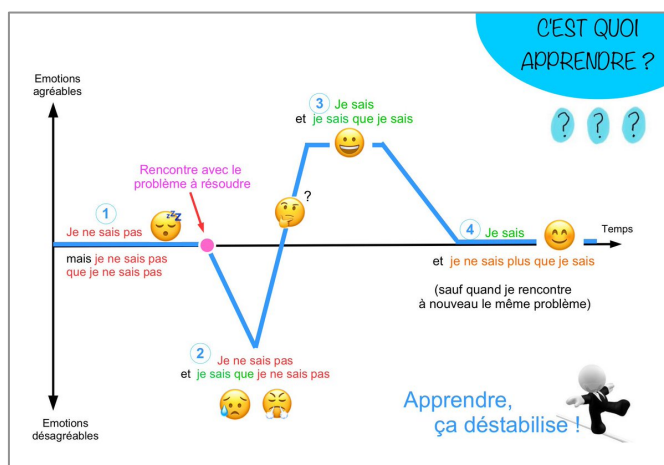 C'EST QUOI
APPRENDRE ?
? ? ?
Emotions
agréables
3 Je sais
et je sais que je sais
Rencontre avec le
problème à résoudre
?
1
Je ne sais pas
zzZ
mais je ne sais pas
que je ne sais pas
4 Je sais
Temps
et je ne sais plus que je sais
(sauf quand je rencontre
à nouveau le même problème)
2
Je ne sais pas
et je sais que je ne sais pas
Emotions
désagréables
Apprendre,
ça déstabilise !